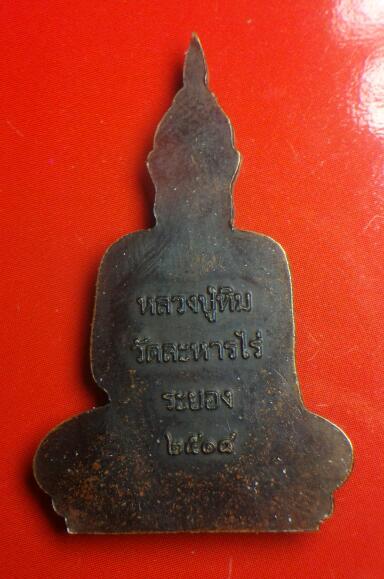 หลวงปู่ทิม
วัดละหารไร่
ระยอง
๒๕๑๔